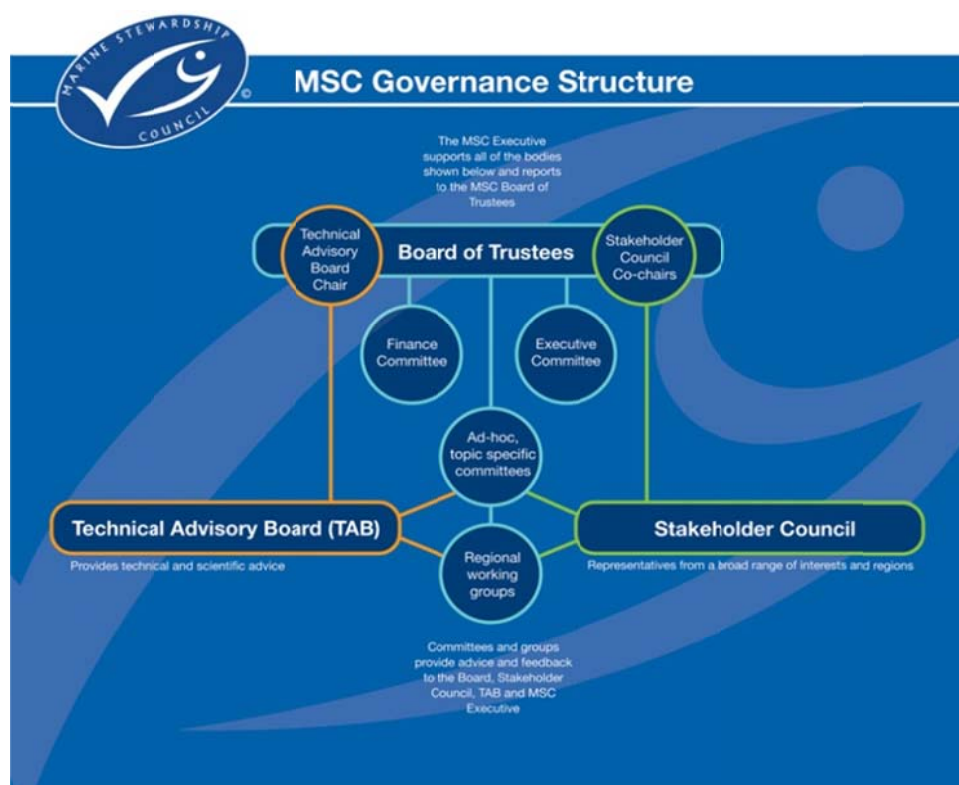 MARINE STEWARDSHIP
COUNCIL
©
MSC Governance Structure
The MSC Executive
supports all of the bodies
shown below and reports
to the MSC Board of
Trustees
Technical
Advisory
Board
Chair
Board of Trustees
Stakeholder
Council
Co-chairs
Finance
Committee
Executive
Committee
Ad-hoc,
topic specific
committees
Technical Advisory Board (TAB)
Provides technical and scientific advice
Stakeholder Council
Representatives from a broad range of interests and regions
Regional
working
groups
Committees and groups
provide advice and feedback
to the Board, Stakeholder
Council, TAB and MSC
Executive